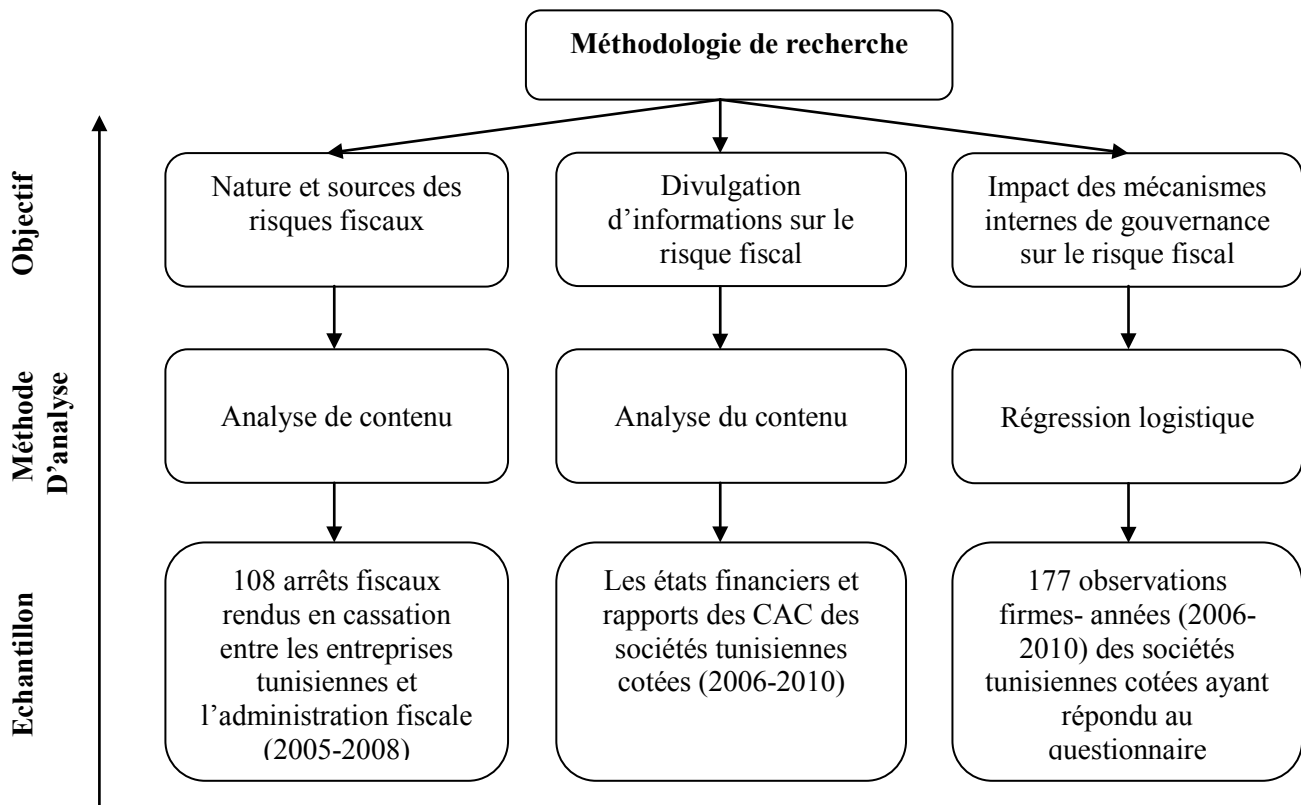 Méthodologie de recherche
Objectif
Nature et sources des
risques fiscaux
Divulgation
d'informations sur le
risque fiscal
Impact des mécanismes
internes de gouvernance
sur le risque fiscal
Méthode
D'analyse
Analyse de contenu
Analyse du contenu
Régression logistique
Echantillon
108 arrêts fiscaux
rendus en cassation
entre les entreprises
tunisiennes et
l'administration fiscale
(2005-2008)
Les états financiers et
rapports des CAC des
sociétés tunisiennes
cotées (2006-2010)
177 observations
firmes- années (2006-
2010) des sociétés
tunisiennes cotées ayant
répondu au
questionnaire